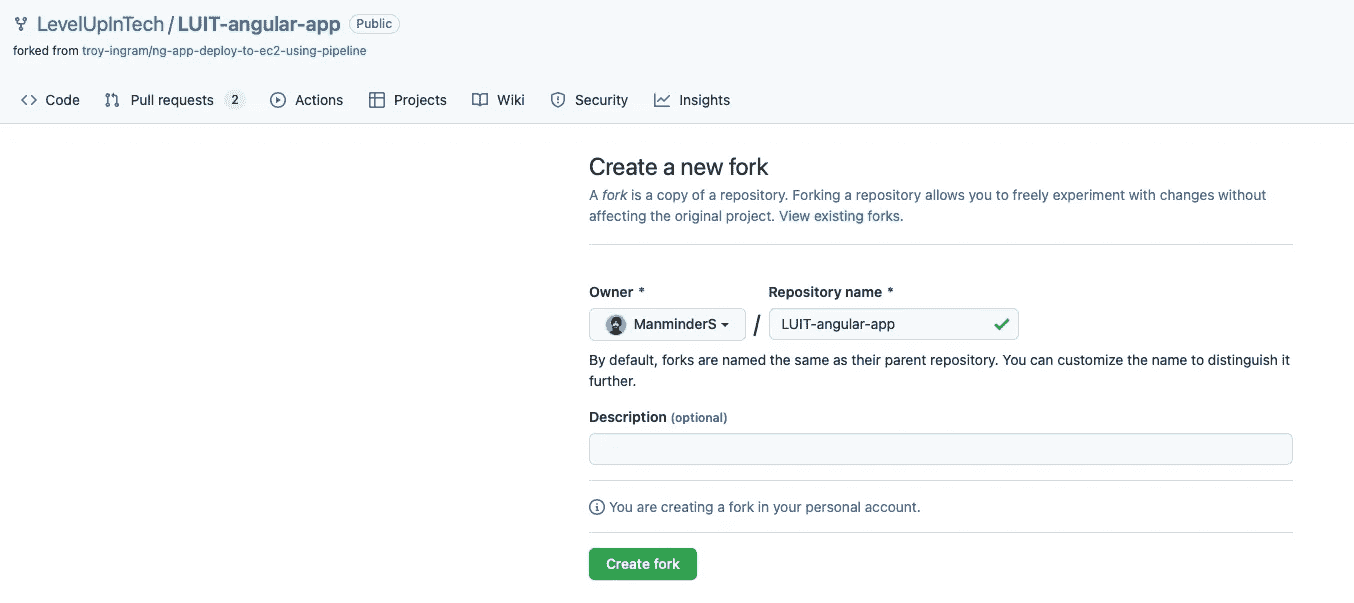 LevelUpInTech / LUIT-angular-app Public
forked from troy-ingram/ng-app-deploy-to-ec2-using-pipeline
Code Pull requests 2 Actions Projects Wiki Security Insights
Create a new fork
A fork is a copy of a repository. Forking a repository allows you to freely experiment with changes without
affecting the original project. View existing forks.
Owner * Repository name *
ManminderS / LUIT-angular-app
By default, forks are named the same as their parent repository. You can customize the name to distinguish it
further.
Description (optional)
You are creating a fork in your personal account.
Create fork